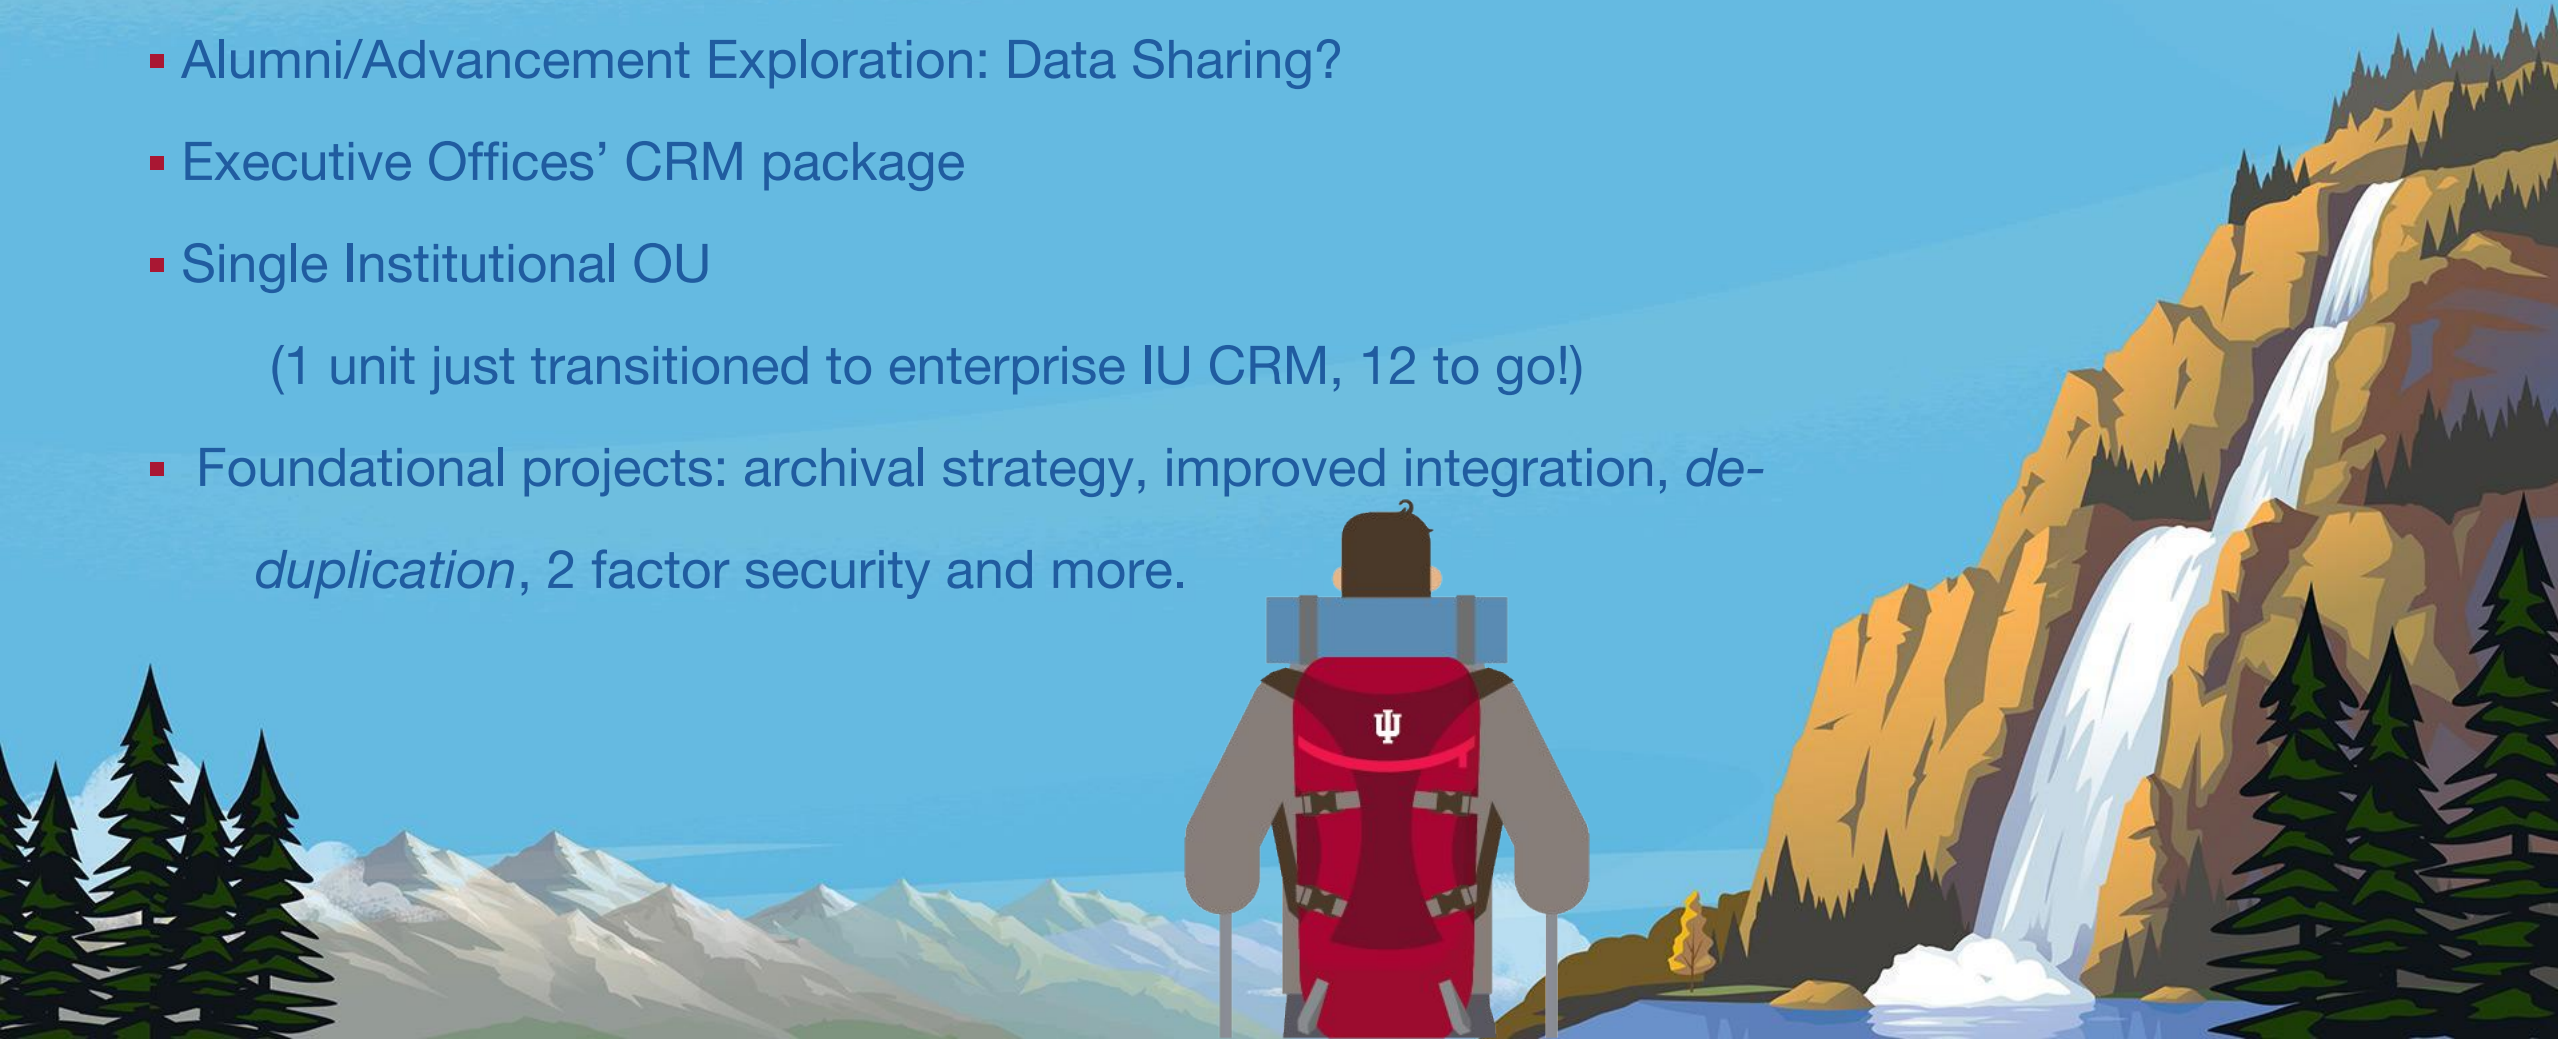 ▪ Alumni/Advancement Exploration: Data Sharing?
▪ Executive Offices’ CRM package
▪ Single Institutional OU
(1 unit just transitioned to enterprise IU CRM, 12 to go!)
▪ Foundational projects: archival strategy, improved integration, de-
duplication, 2 factor security and more.